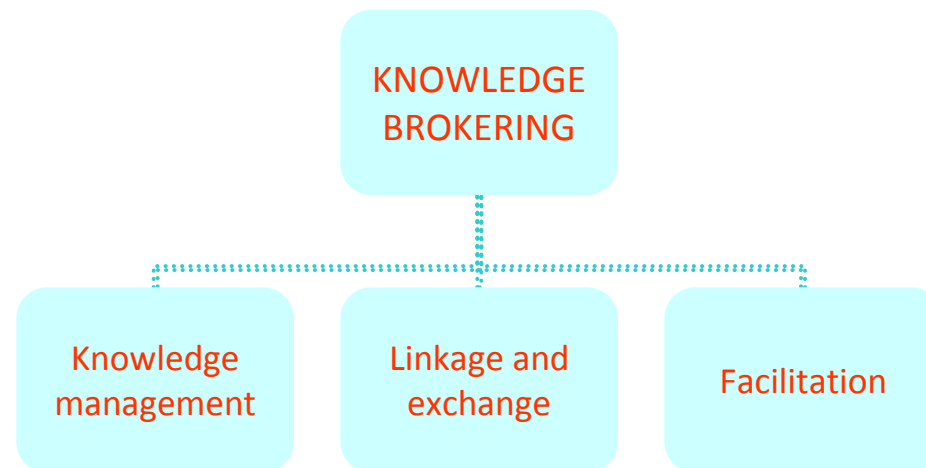 KNOWLEDGE
BROKERING
Knowledge
management
Linkage and
exchange
Facilitation